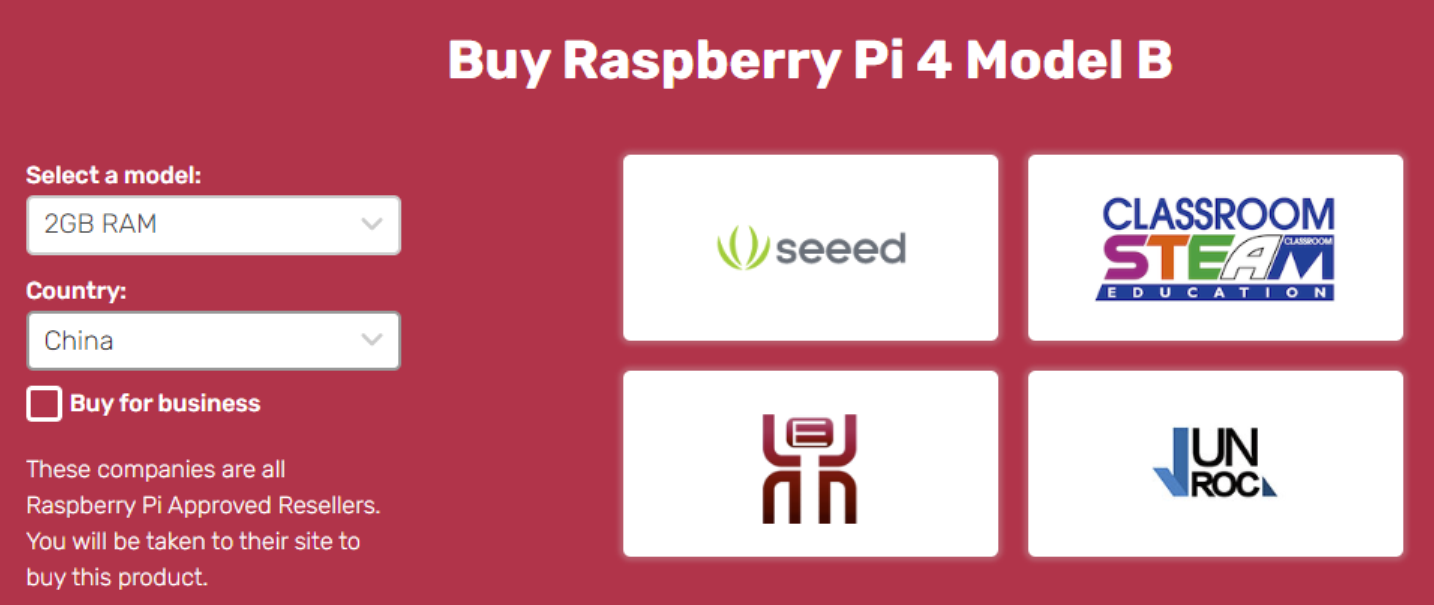 Buy Raspberry Pi 4 Model B
Select a model:
2GB RAM
Country:
China
Buy for business
These companies are all
Raspberry Pi Approved Resellers.
You will be taken to their site to
buy this product.
seeed
CLASSROOM
STEAM
CLASSROOM
EDUCATION
JUN
ROC